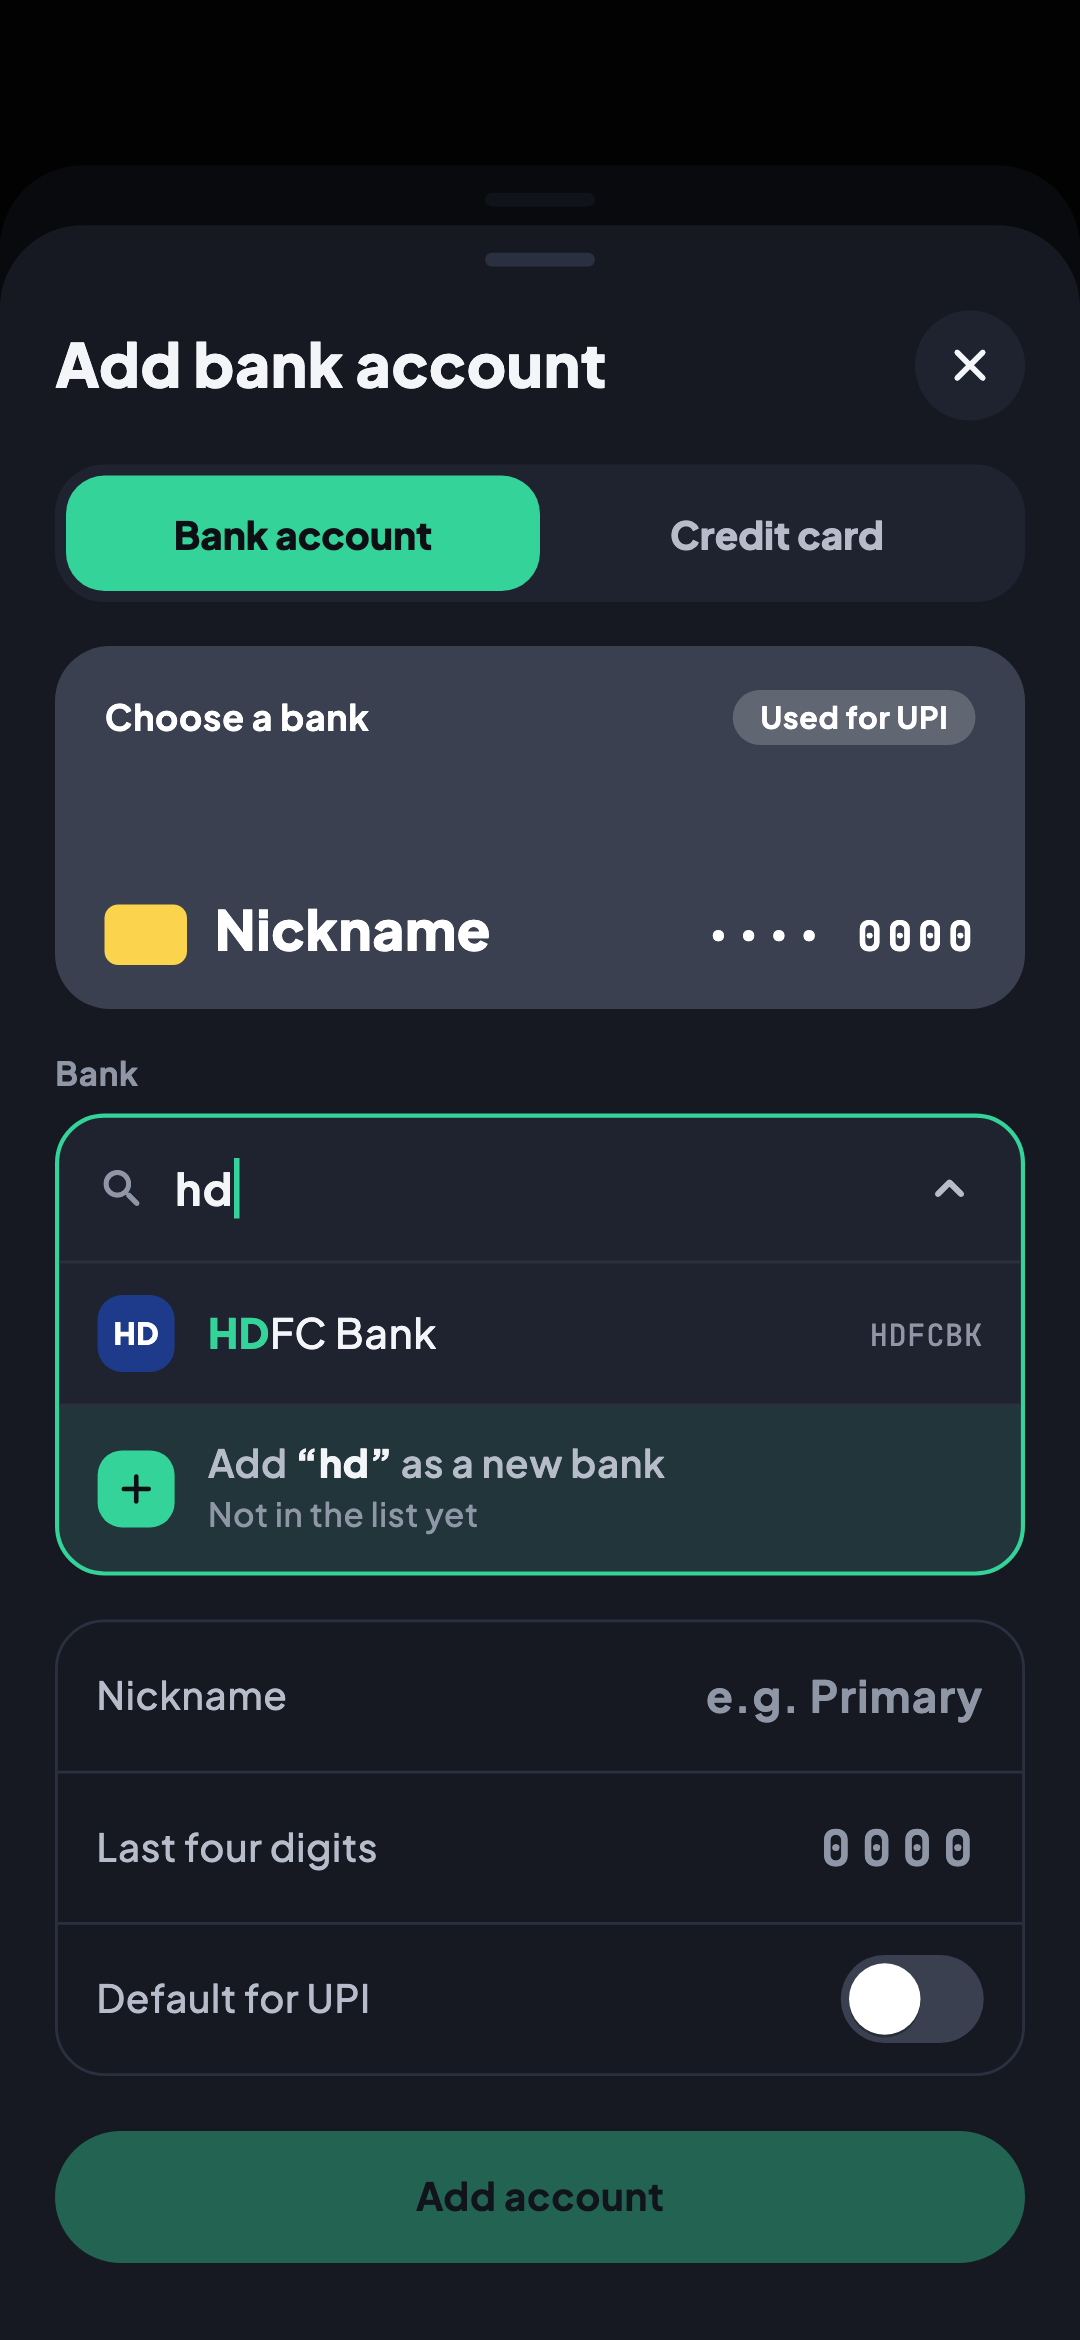 Add bank account
Bank account
Credit card
Choose a bank
Used for UPI
Nickname
•••• 0000
Bank
hd
HD
HDFC Bank
HDFCBK
Add “hd” as a new bank
Not in the list yet
Nickname
e.g. Primary
Last four digits
0000
Default for UPI
Add account